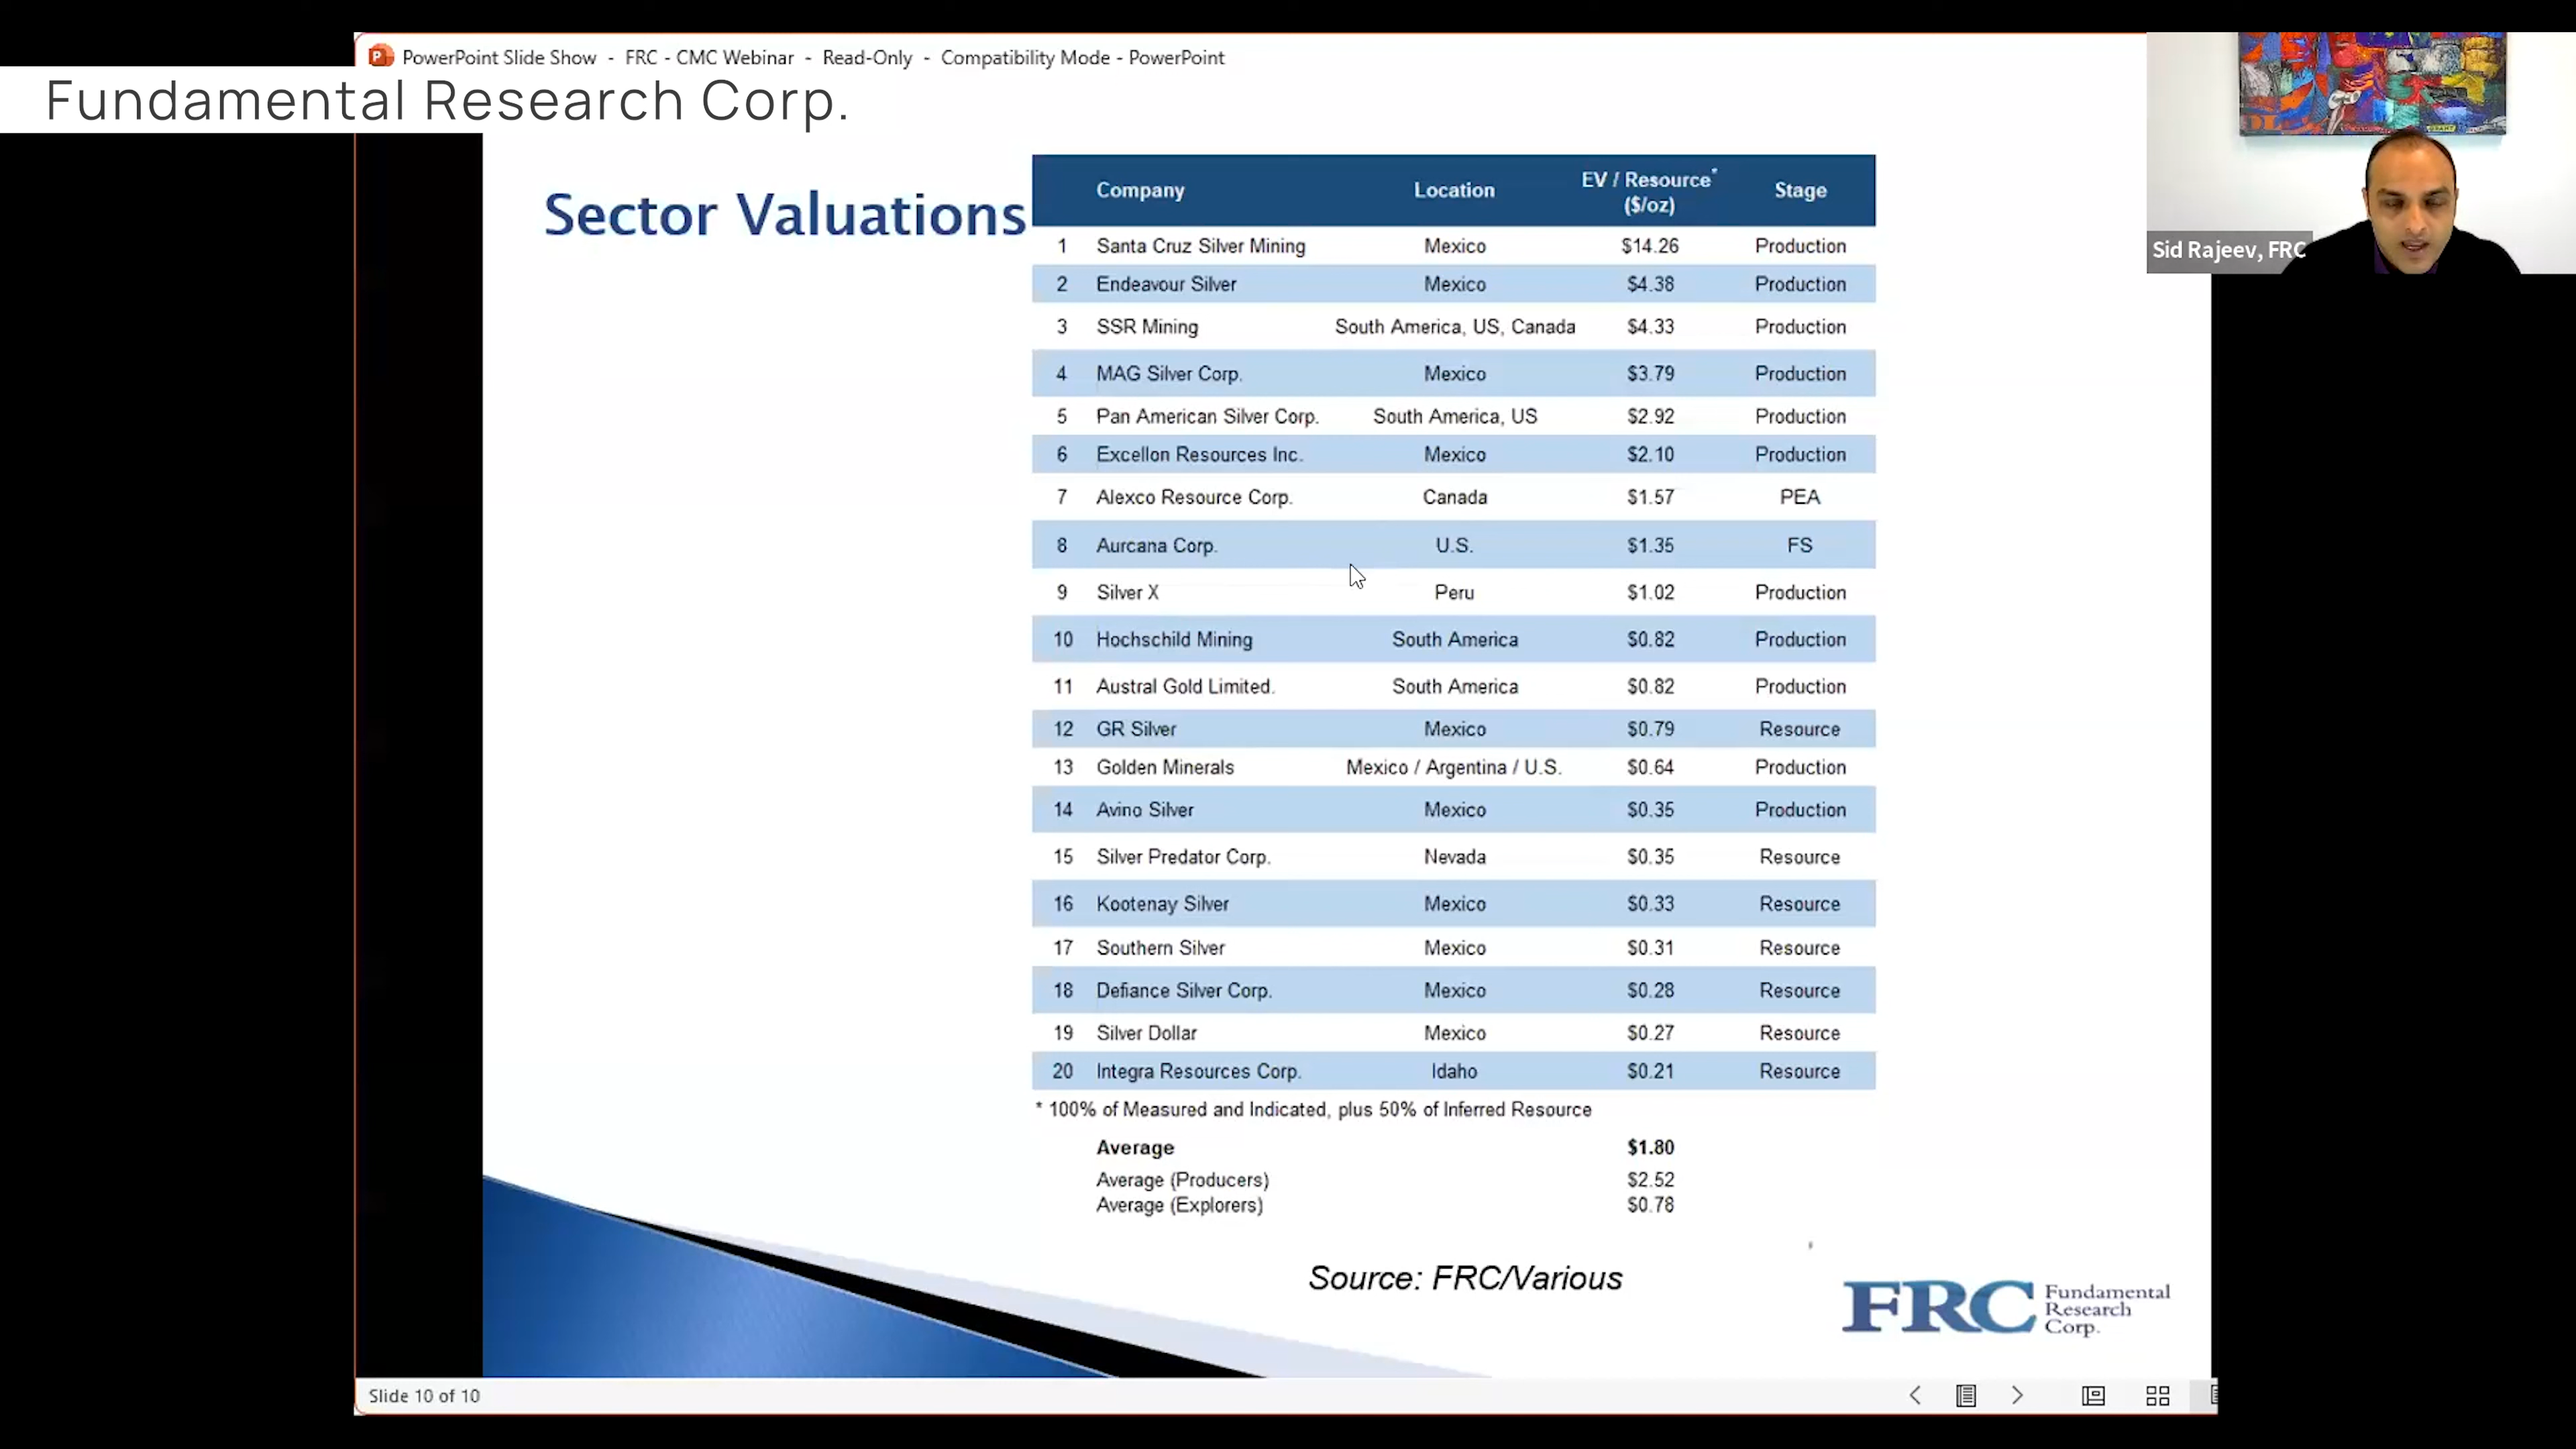 PowerPoint Slide Show - FRC - CMC Webinar - Read-Only - Compatibility Mode - PowerPoint
Fundamental Research Corp.
Sid Rajeev, FRC
Sector Valuations
Company Location EV / Resource* ($/oz) Stage
1 Santa Cruz Silver Mining Mexico $14.26 Production
2 Endeavour Silver Mexico $4.38 Production
3 SSR Mining South America, US, Canada $4.33 Production
4 MAG Silver Corp. Mexico $3.79 Production
5 Pan American Silver Corp. South America, US $2.92 Production
6 Excellon Resources Inc. Mexico $2.10 Production
7 Alexco Resource Corp. Canada $1.57 PEA
8 Aurcana Corp. U.S. $1.35 FS
9 Silver X Peru $1.02 Production
10 Hochschild Mining South America $0.82 Production
11 Austral Gold Limited. South America $0.82 Production
12 GR Silver Mexico $0.79 Resource
13 Golden Minerals Mexico / Argentina / U.S. $0.64 Production
14 Avino Silver Mexico $0.35 Production
15 Silver Predator Corp. Nevada $0.35 Resource
16 Kootenay Silver Mexico $0.33 Resource
17 Southern Silver Mexico $0.31 Resource
18 Defiance Silver Corp. Mexico $0.28 Resource
19 Silver Dollar Mexico $0.27 Resource
20 Integra Resources Corp. Idaho $0.21 Resource
* 100% of Measured and Indicated, plus 50% of Inferred Resource
Average $1.80
Average (Producers) $2.52
Average (Explorers) $0.78
Source: FRC/Various
FRC Fundamental
Research
Corp.
Slide 10 of 10